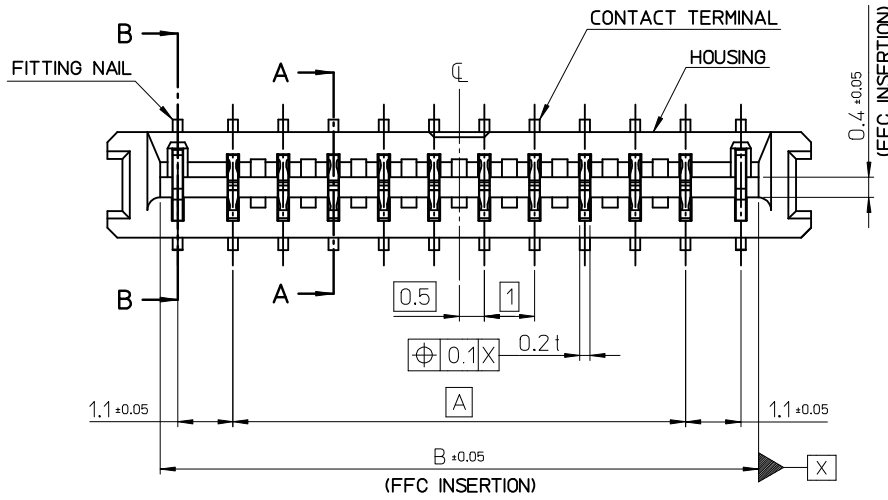 B
CONTACT TERMINAL
FITTING NAIL
A
℄
HOUSING
0.4 ±0.05
(FFC INSERTION)
B
A
0.5
1
⌖ 0.1 X
0.2 t
1.1 ±0.05
A
1.1 ±0.05
B ±0.05
(FFC INSERTION)
X